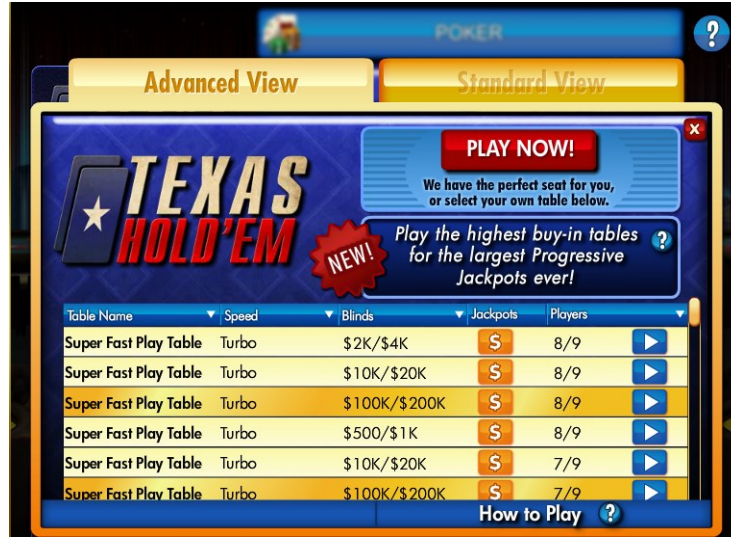 POKER
?
Advanced View
Standard View
X
TEXAS
HOLD'EM
PLAY NOW!
We have the perfect seat for you,
or select your own table below.
NEW!
Play the highest buy-in tables ?
for the largest Progressive
Jackpots ever!
Table Name Speed Blinds Jackpots Players
Super Fast Play Table Turbo $2K/$4K $ 8/9
Super Fast Play Table Turbo $10K/$20K $ 8/9
Super Fast Play Table Turbo $100K/$200K $ 8/9
Super Fast Play Table Turbo $500/$1K $ 8/9
Super Fast Play Table Turbo $10K/$20K $ 7/9
Super Fast Play Table Turbo $100K/$200K $ 7/9
How to Play ?